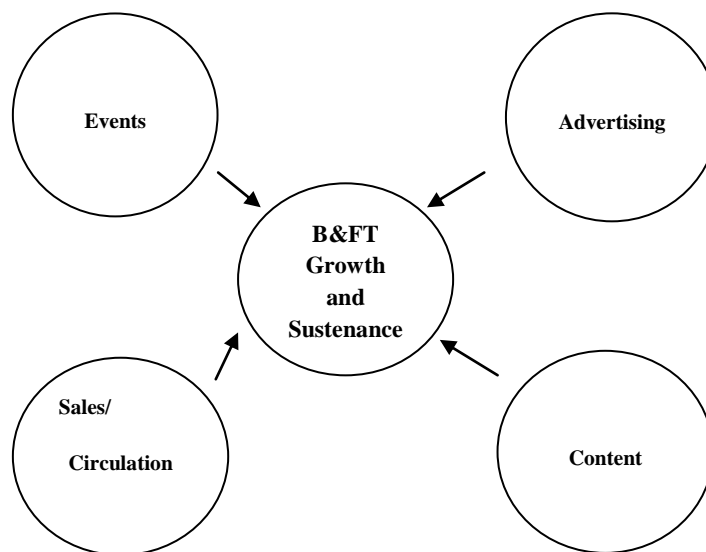 Events
Advertising
B&FT
Growth
and
Sustenance
Sales/
Circulation
Content